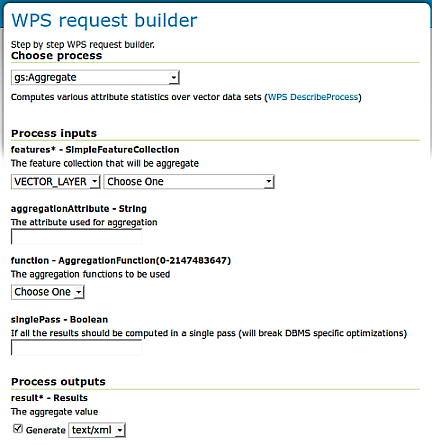 WPS request builder
Step by step WPS request builder.
Choose process
gs:Aggregate
Computes various attribute statistics over vector data sets (WPS DescribeProcess)
Process inputs
features* - SimpleFeatureCollection
The feature collection that will be aggregate
VECTOR_LAYER Choose One
aggregationAttribute - String
The attribute used for aggregation
function - AggregationFunction(0-2147483647)
The aggregation functions to be used
Choose One
singlePass - Boolean
If all the results should be computed in a single pass (will break DBMS specific optimizations)
Process outputs
result* - Results
The aggregate value
Generate text/xml